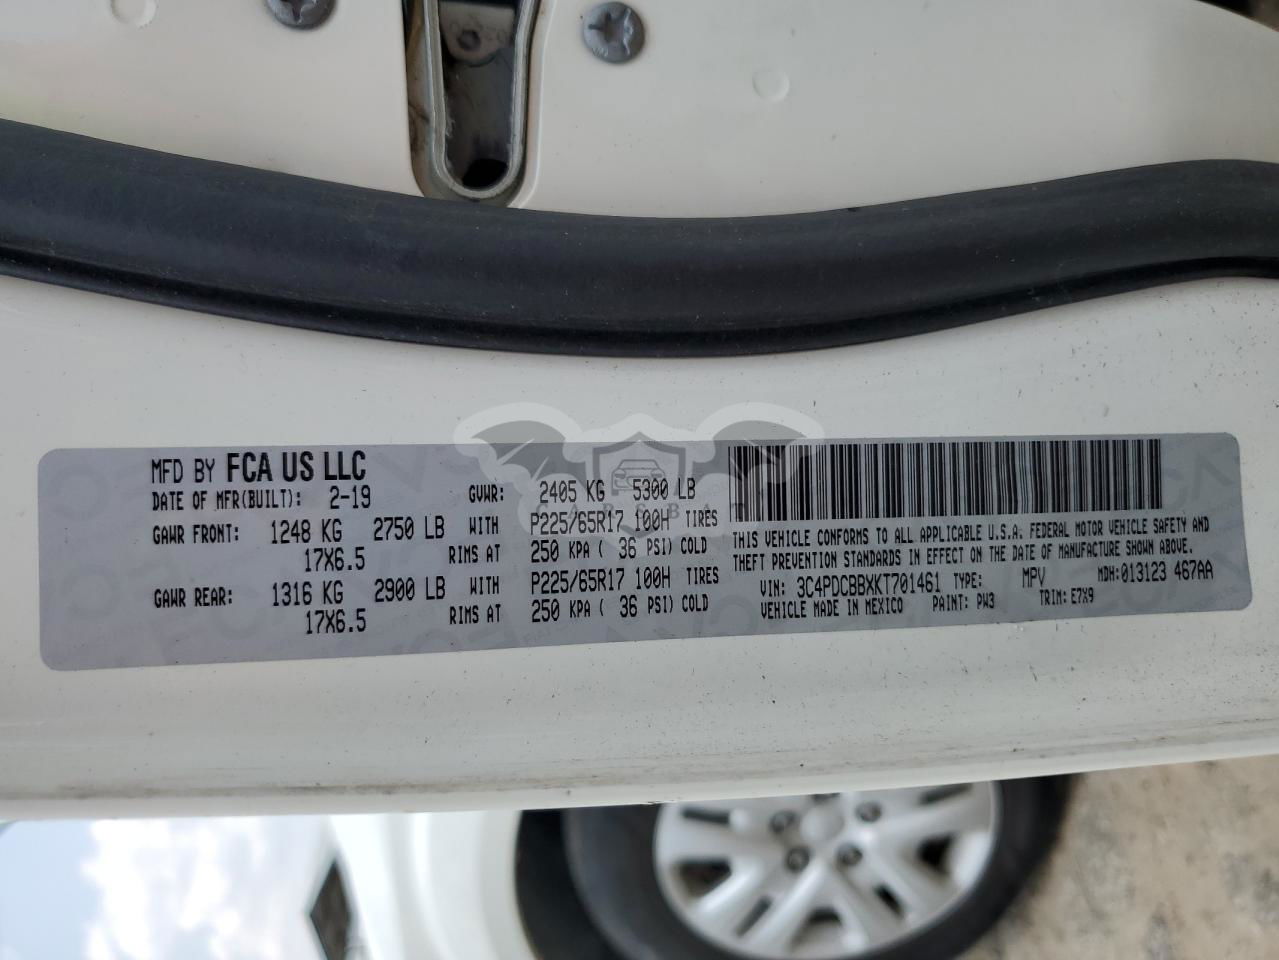 MFD BY FCA US LLC
DATE OF MFR(BUILT): 2-19 GVWR: 2405 KG 5300 LB
GAWR FRONT: 1248 KG 2750 LB WITH P225/65R17 100H TIRES
17X6.5 RIMS AT 250 KPA ( 36 PSI) COLD
GAWR REAR: 1316 KG 2900 LB WITH P225/65R17 100H TIRES
17X6.5 RIMS AT 250 KPA ( 36 PSI) COLD
THIS VEHICLE CONFORMS TO ALL APPLICABLE U.S.A: FEDERAL MOTOR VEHICLE SAFETY AND
THEFT PREVENTION STANDARDS IN EFFECT ON THE DATE OF MANUFACTURE SHOWN ABOVE.
VIN: 3C4PDCBBXKT701461 TYPE: MPV MDH:013123 467AA
VEHICLE MADE IN MEXICO PAINT: PW3 TRIM: E7X9